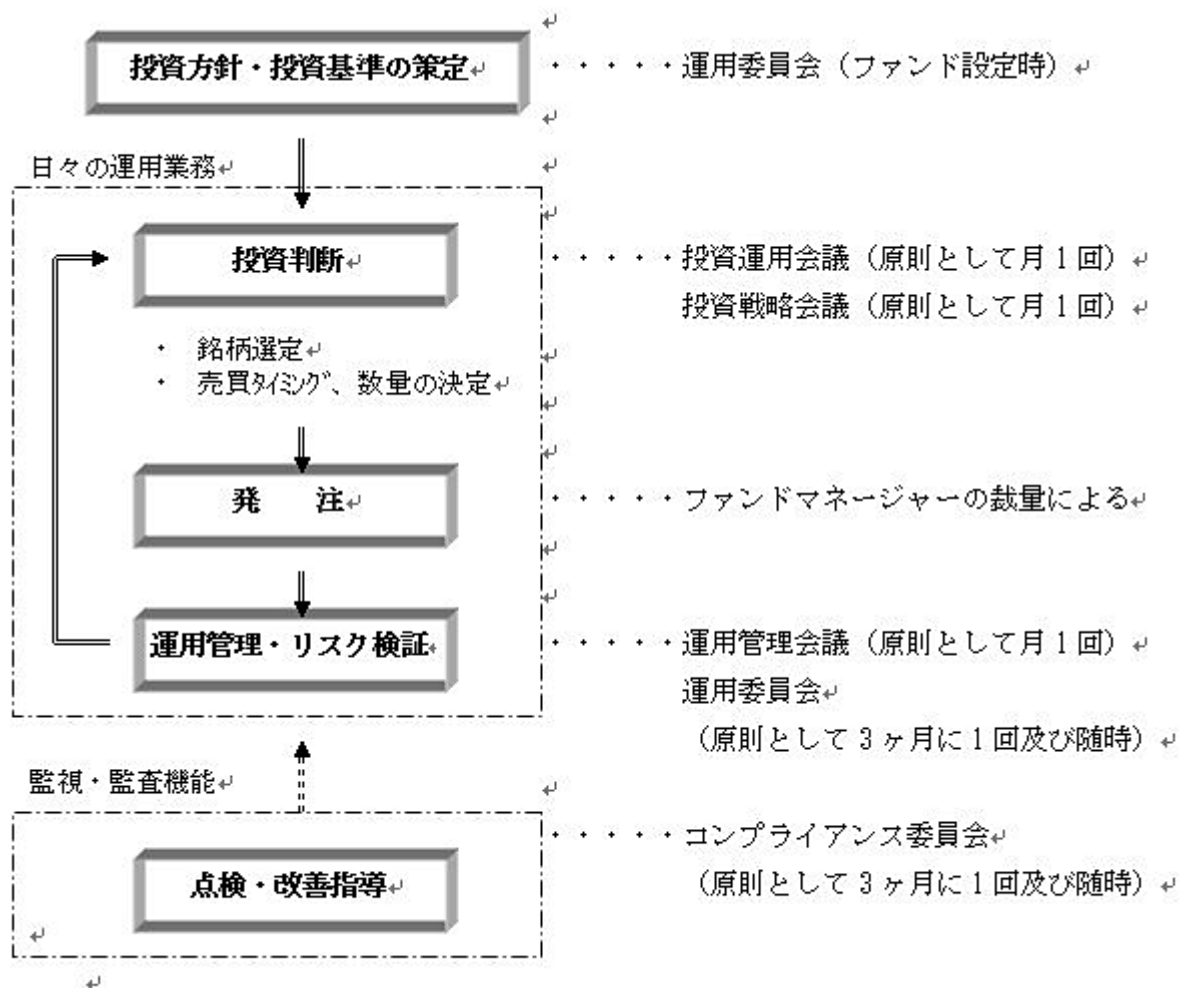 投資方針・投資基準の策定 ・・・・・運用委員会（ファンド設定時）
日々の運用業務
投資判断 ・・・・・投資運用会議（原則として月１回）
投資戦略会議（原則として月１回）
・ 銘柄選定
・ 売買ﾀｲﾐﾝｸﾞ、数量の決定
発　　注 ・・・・・ファンドマネージャーの裁量による
運用管理・リスク検証 ・・・・・運用管理会議（原則として月１回）
運用委員会
（原則として３ヶ月に１回及び随時）
監視・監査機能
・・・・・コンプライアンス委員会
点検・改善指導 （原則として３ヶ月に１回及び随時）